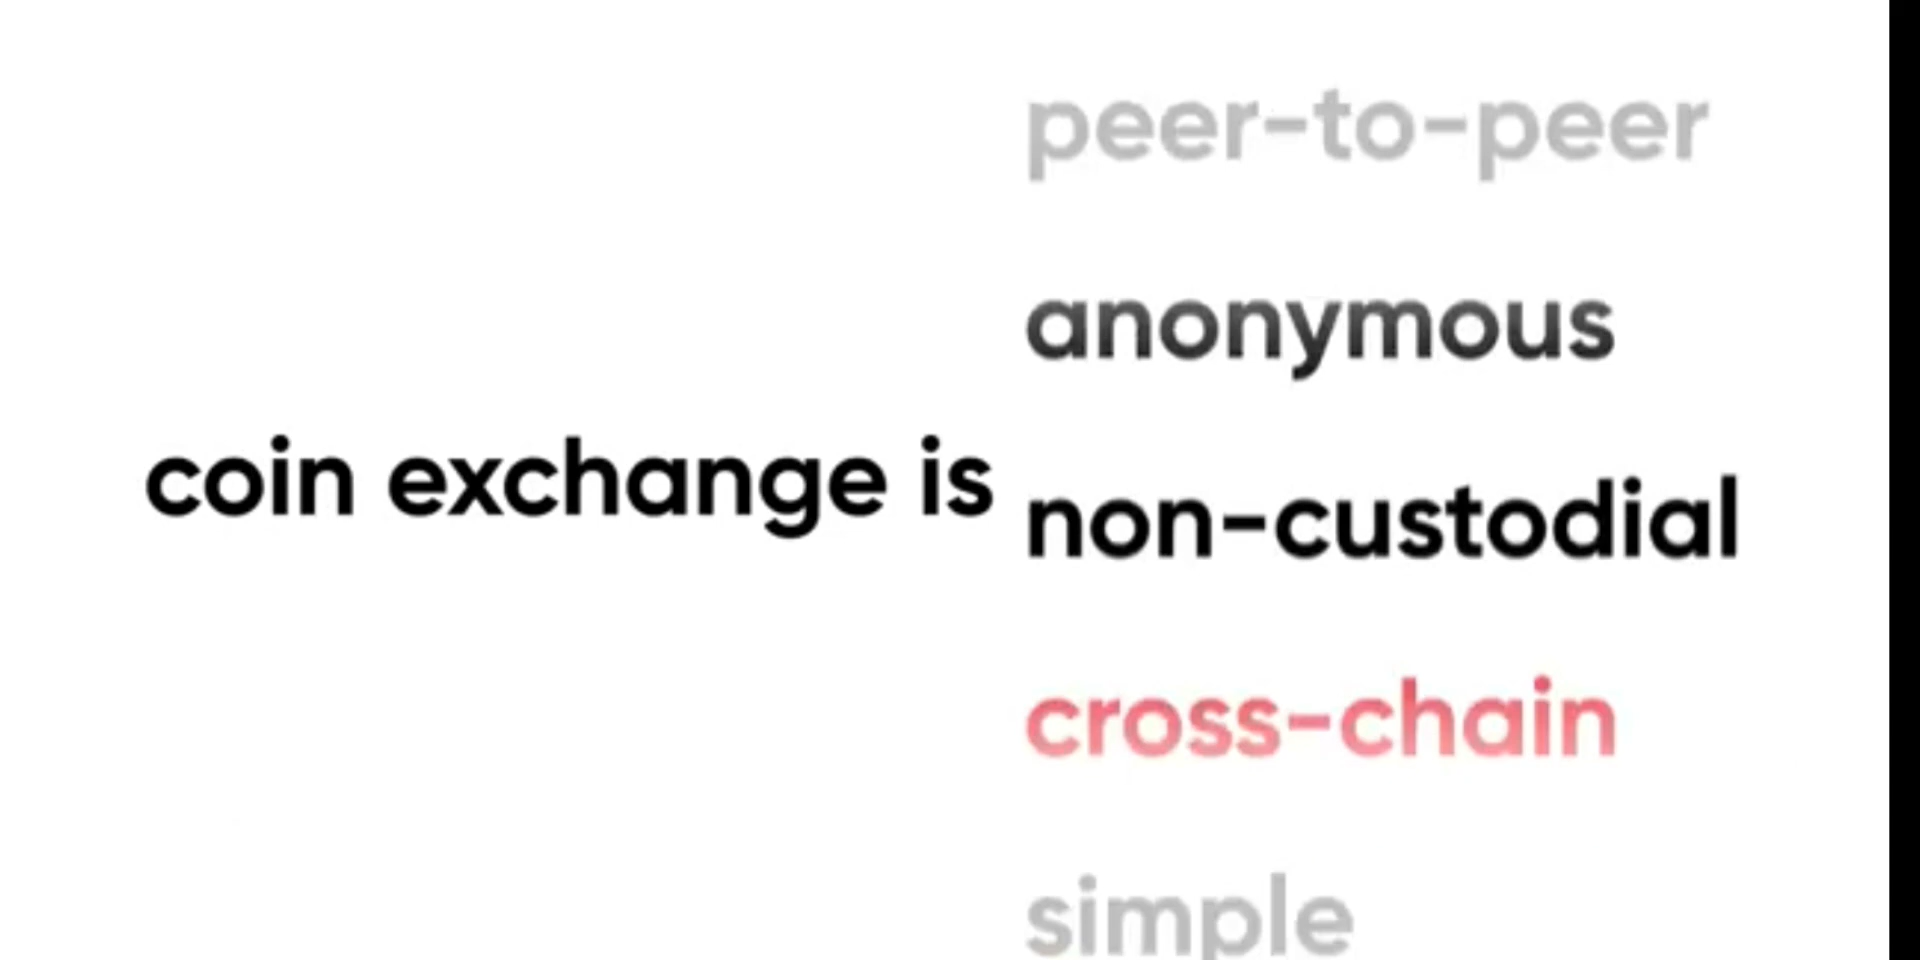 peer-to-peer
anonymous
coin exchange is
non-custodial
cross-chain
simple